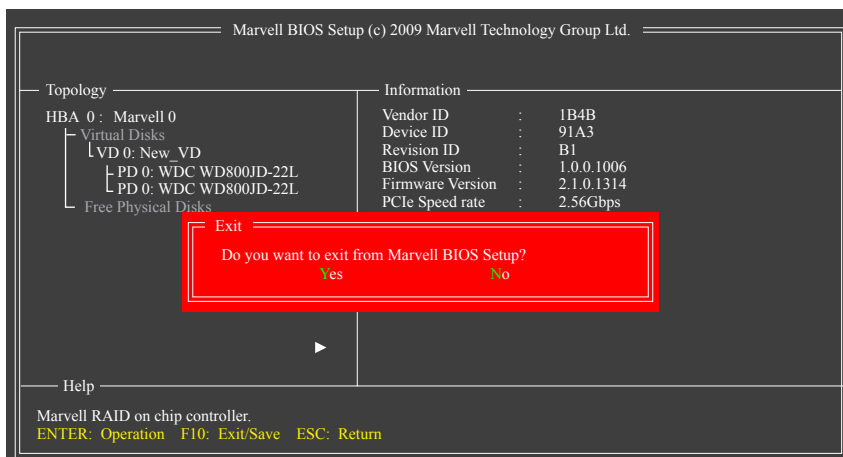 Marvell BIOS Setup (c) 2009 Marvell Technology Group Ltd.
Topology
HBA 0 : Marvell 0
Virtual Disks
VD 0: New_VD
PD 0: WDC WD800JD-22L
PD 0: WDC WD800JD-22L
Free Physical Disks
Information
Vendor ID : 1B4B
Device ID : 91A3
Revision ID : B1
BIOS Version : 1.0.0.1006
Firmware Version : 2.1.0.1314
PCIe Speed rate : 2.56Gbps
Exit
Do you want to exit from Marvell BIOS Setup?
Yes No
Help
Marvell RAID on chip controller.
ENTER: Operation F10: Exit/Save ESC: Return